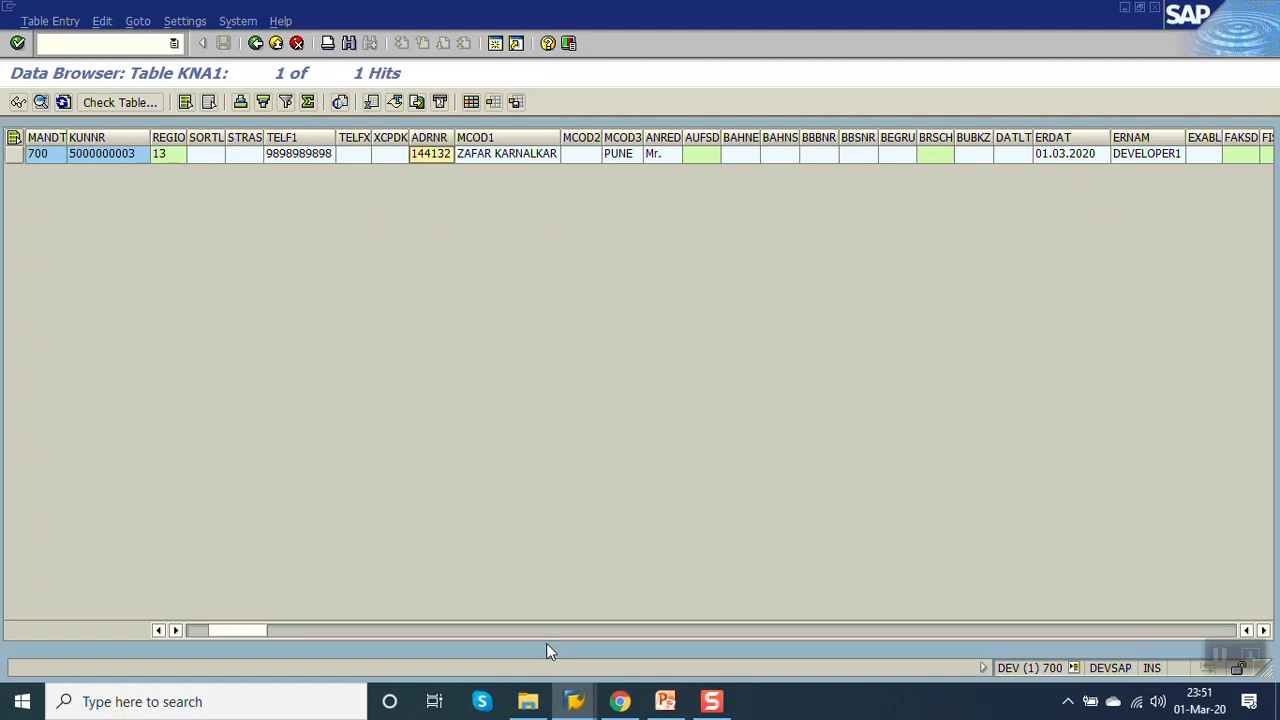 Table Entry Edit Goto Settings System Help
SAP
Data Browser: Table KNA1: 1 of 1 Hits
Check Table...
MANDT KUNNR REGIO SORTL STRAS TELF1 TELFX XCPDK ADRNR MCOD1 MCOD2 MCOD3 ANRED AUFSD BAHNE BAHNS BBBNR BBSNR BEGRU BRSCH BUBKZ DATLT ERDAT ERNAM EXABL FAKSD FIS
700 5000000003 13 9898989898 144132 ZAFAR KARNALKAR PUNE Mr. 01.03.2020 DEVELOPER1
DEV (1) 700 DEVSAP INS
Type here to search
23:51
01-Mar-20